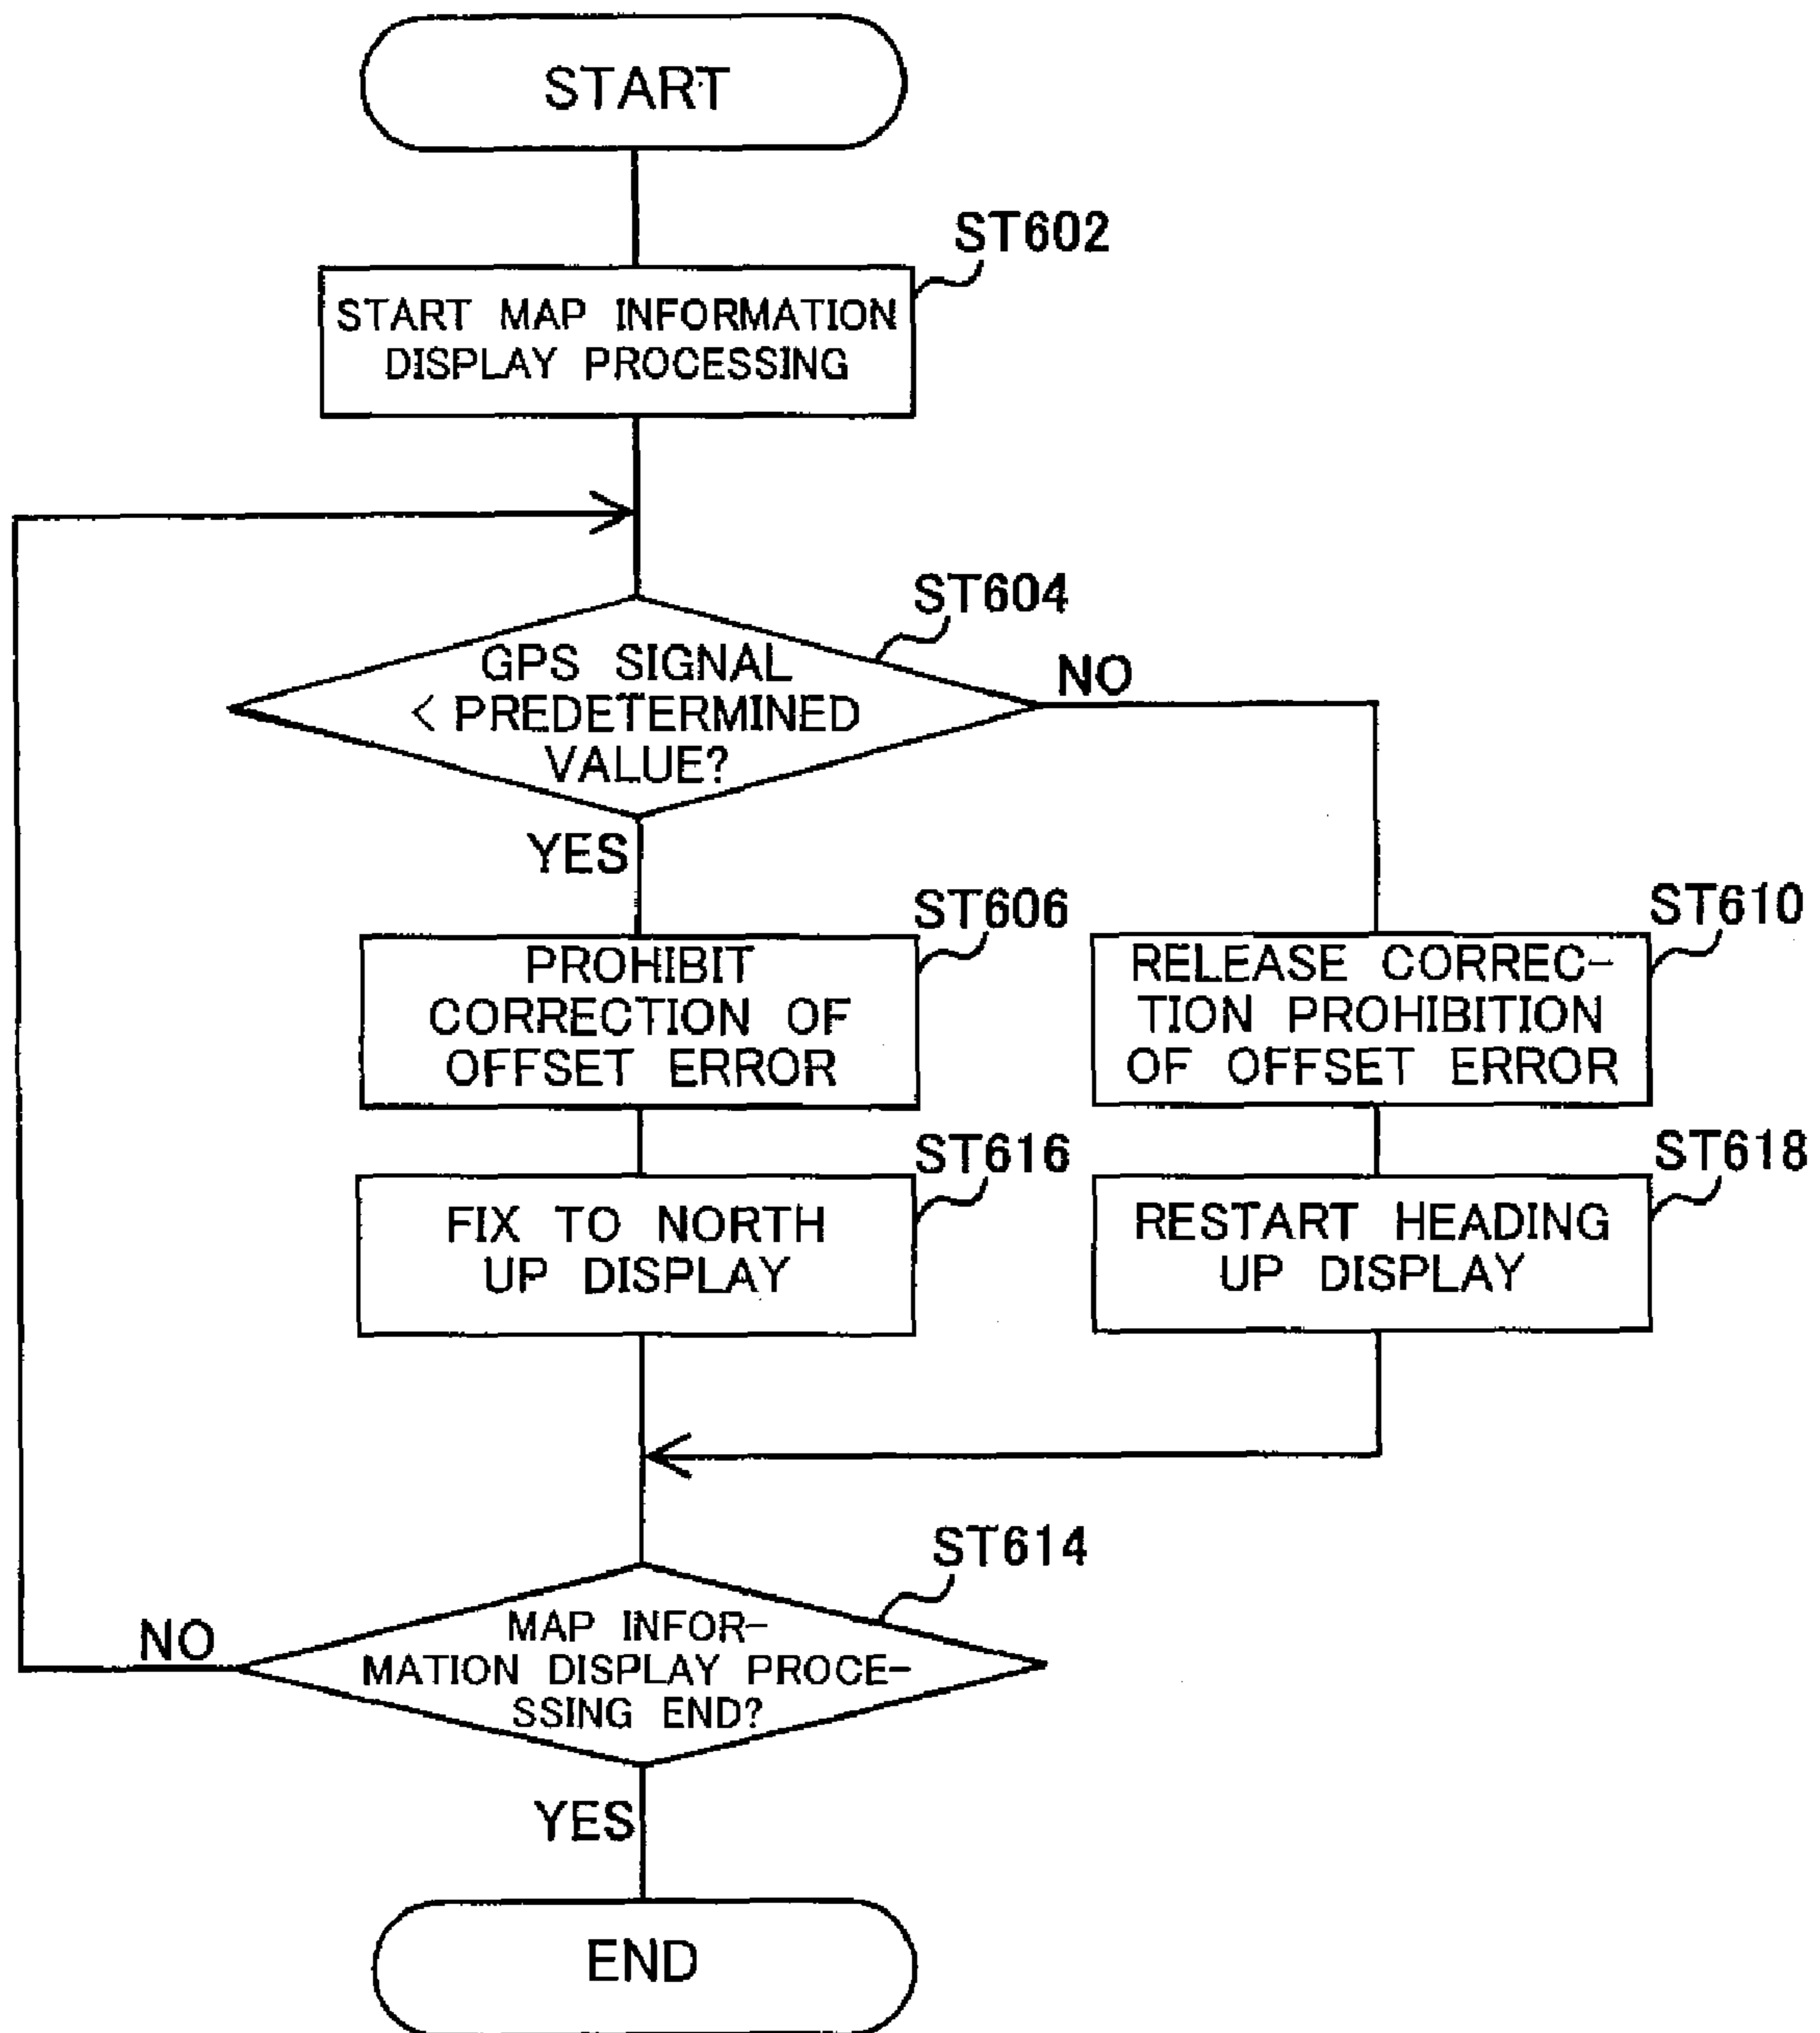 START
ST602
START MAP INFORMATION
DISPLAY PROCESSING
ST604
GPS SIGNAL
< PREDETERMINED
VALUE?
NO
YES
ST606
PROHIBIT
CORRECTION OF
OFFSET ERROR
ST610
RELEASE CORREC-
TION PROHIBITION
OF OFFSET ERROR
ST616
FIX TO NORTH
UP DISPLAY
ST618
RESTART HEADING
UP DISPLAY
ST614
MAP INFOR-
MATION DISPLAY PROCE-
SSING END?
NO
YES
END